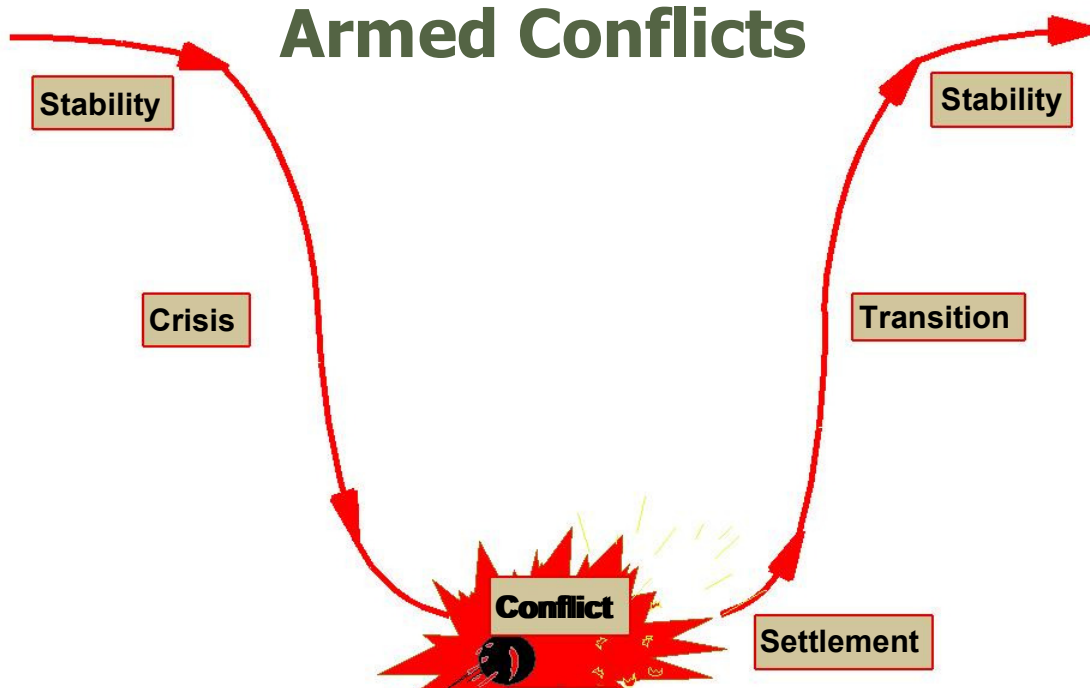 Armed Conflicts
Stability
Stability
Crisis
Transition
Conflict
Settlement